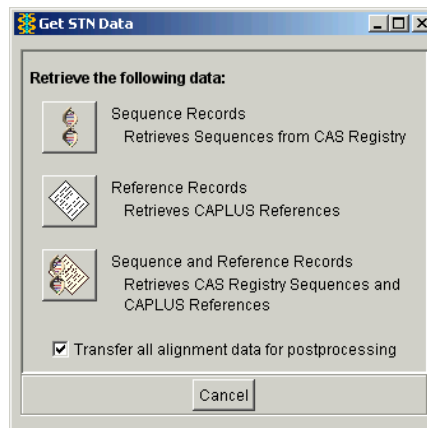 Get STN Data
Retrieve the following data:
Sequence Records
Retrieves Sequences from CAS Registry
Reference Records
Retrieves CAPLUS References
Sequence and Reference Records
Retrieves CAS Registry Sequences and
CAPLUS References
Transfer all alignment data for postprocessing
Cancel